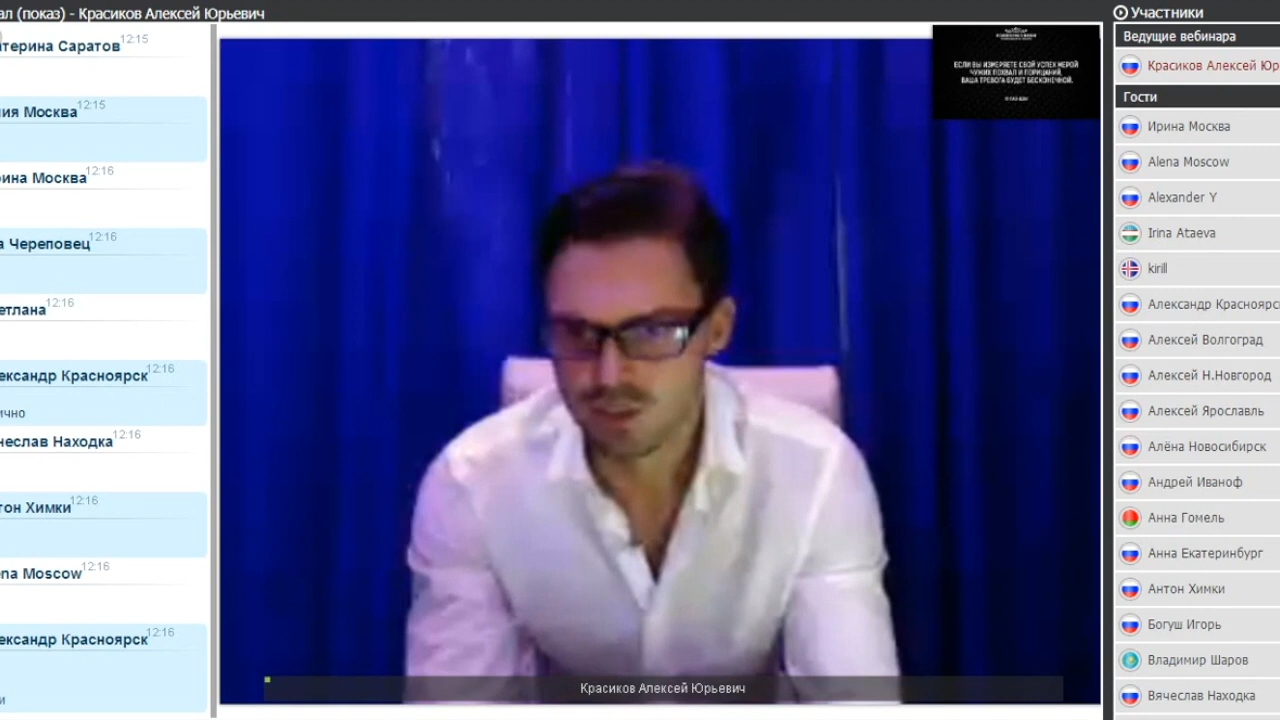 ал (показ) - Красиков Алексей Юрьевич
терина Саратов 12:15
ия Москва 12:15
рина Москва 12:16
а Череповец 12:16
етлана 12:16
ександр Красноярск 12:16
ично
чеслав Находка 12:16
тон Химки 12:16
na Moscow 12:16
ександр Красноярск 12:16
и
ЕСЛИ ВЫ ИЗМЕРЯЕТЕ СВОЙ УСПЕХ МЕРОЙ
ЧУЖИХ ПОХВАЛ И ПОРИЦАНИЙ,
ВАША ТРЕВОГА БУДЕТ БЕСКОНЕЧНОЙ.
Красиков Алексей Юрьевич
Участники
Ведущие вебинара
Красиков Алексей Юр
Гости
Ирина Москва
Alena Moscow
Alexander Y
Irina Ataeva
kirill
Александр Красноярс
Алексей Волгоград
Алексей Н.Новгород
Алексей Ярославль
Алёна Новосибирск
Андрей Иваноф
Анна Гомель
Анна Екатеринбург
Антон Химки
Богуш Игорь
Владимир Шаров
Вячеслав Находка